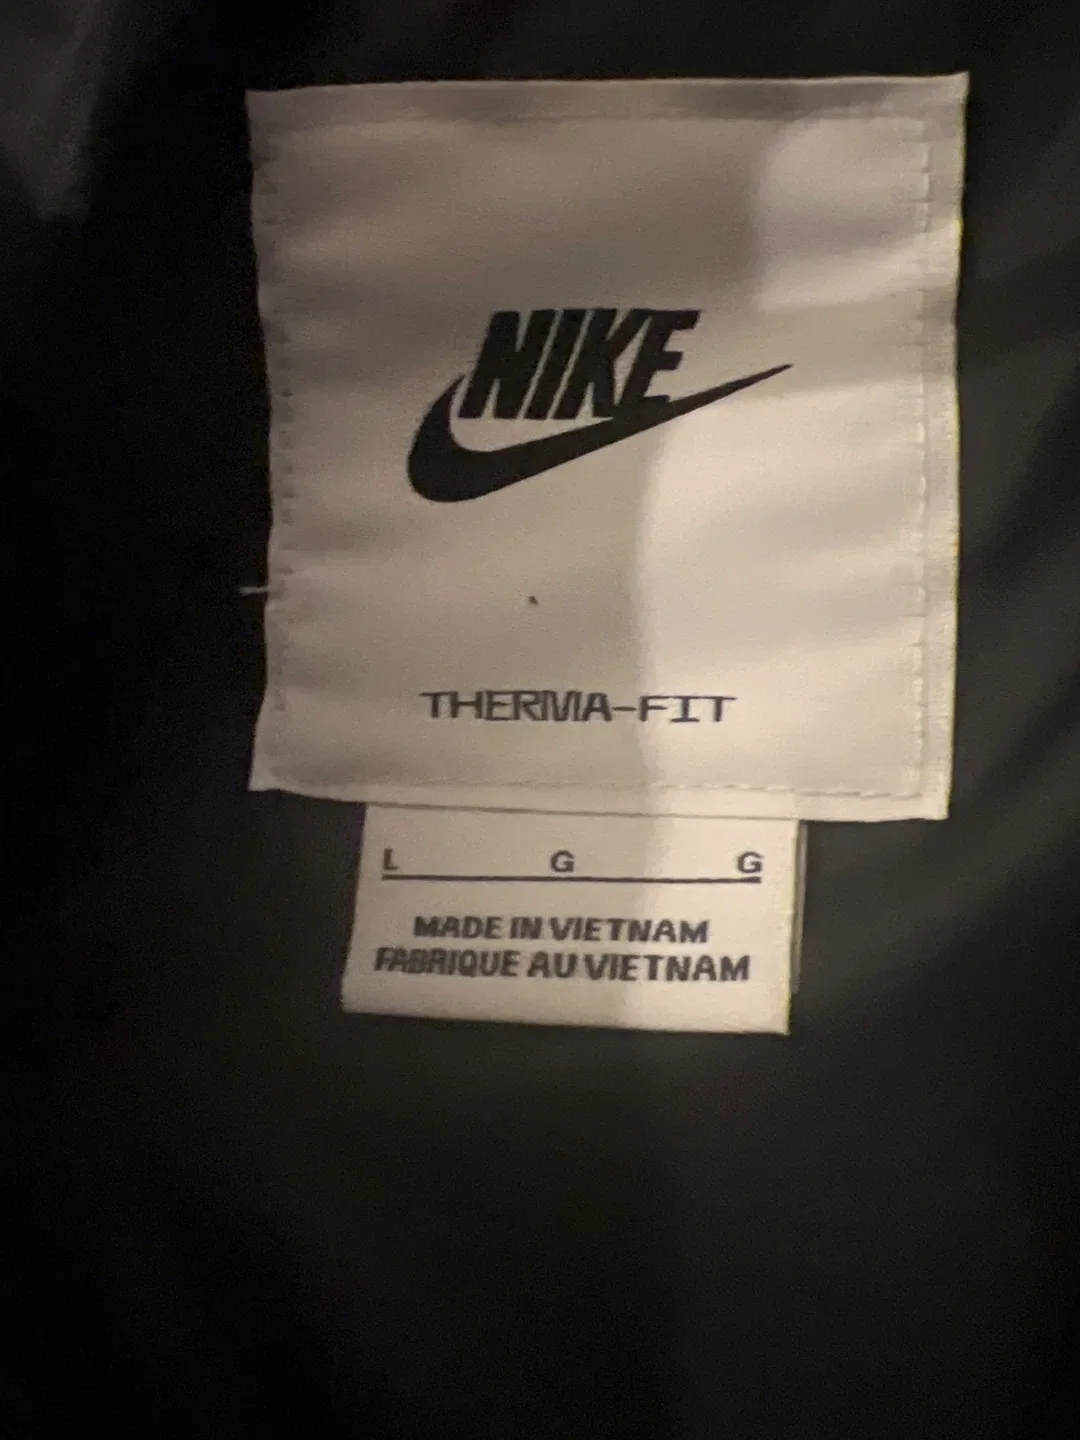 NIKE
THERMA-FIT
L G G
MADE IN VIETNAM
FABRIQUE AU VIETNAM